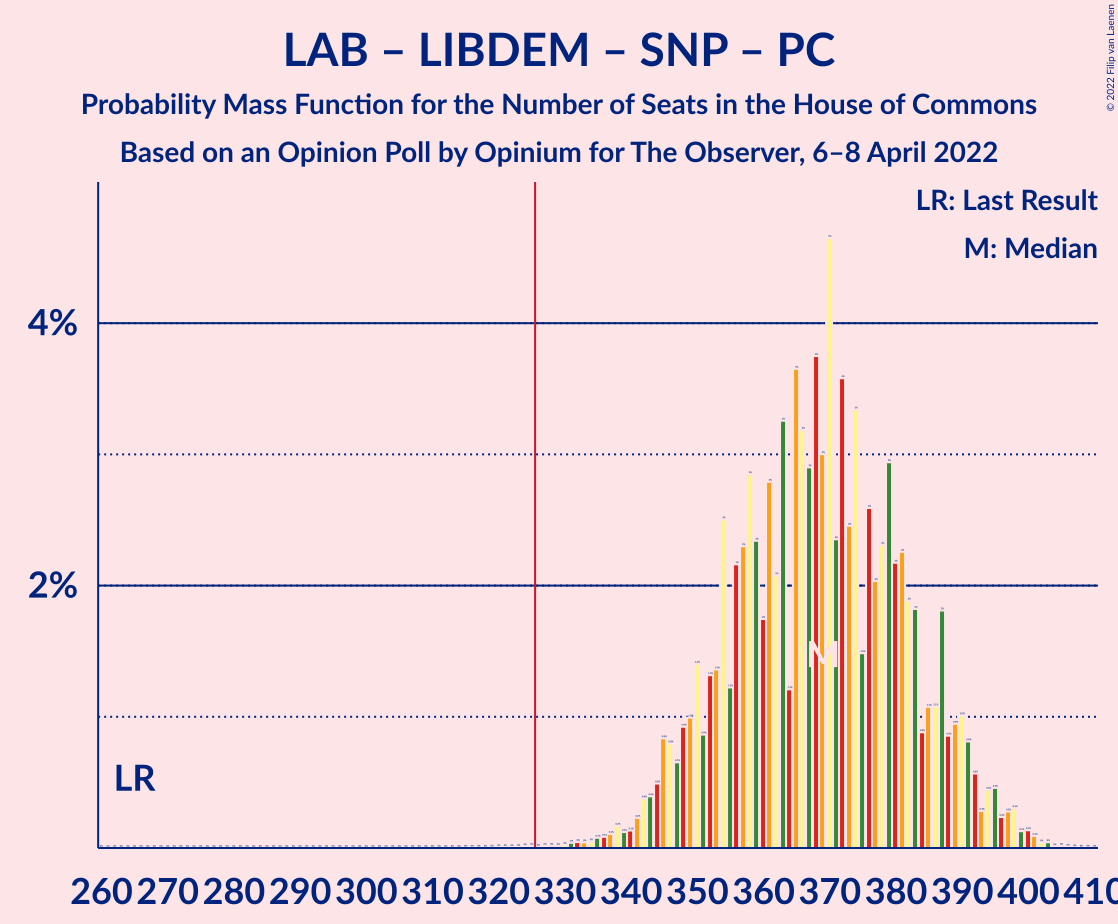 LAB – LIBDEM – SNP – PC
Probability Mass Function for the Number of Seats in the House of Commons
Based on an Opinion Poll by Opinium for The Observer, 6–8 April 2022
© 2022 Filip van Laenen
LR: Last Result
M: Median
4%
2%
M
LR
260 270 280 290 300 310 320 330 340 350 360 370 380 390 400 410